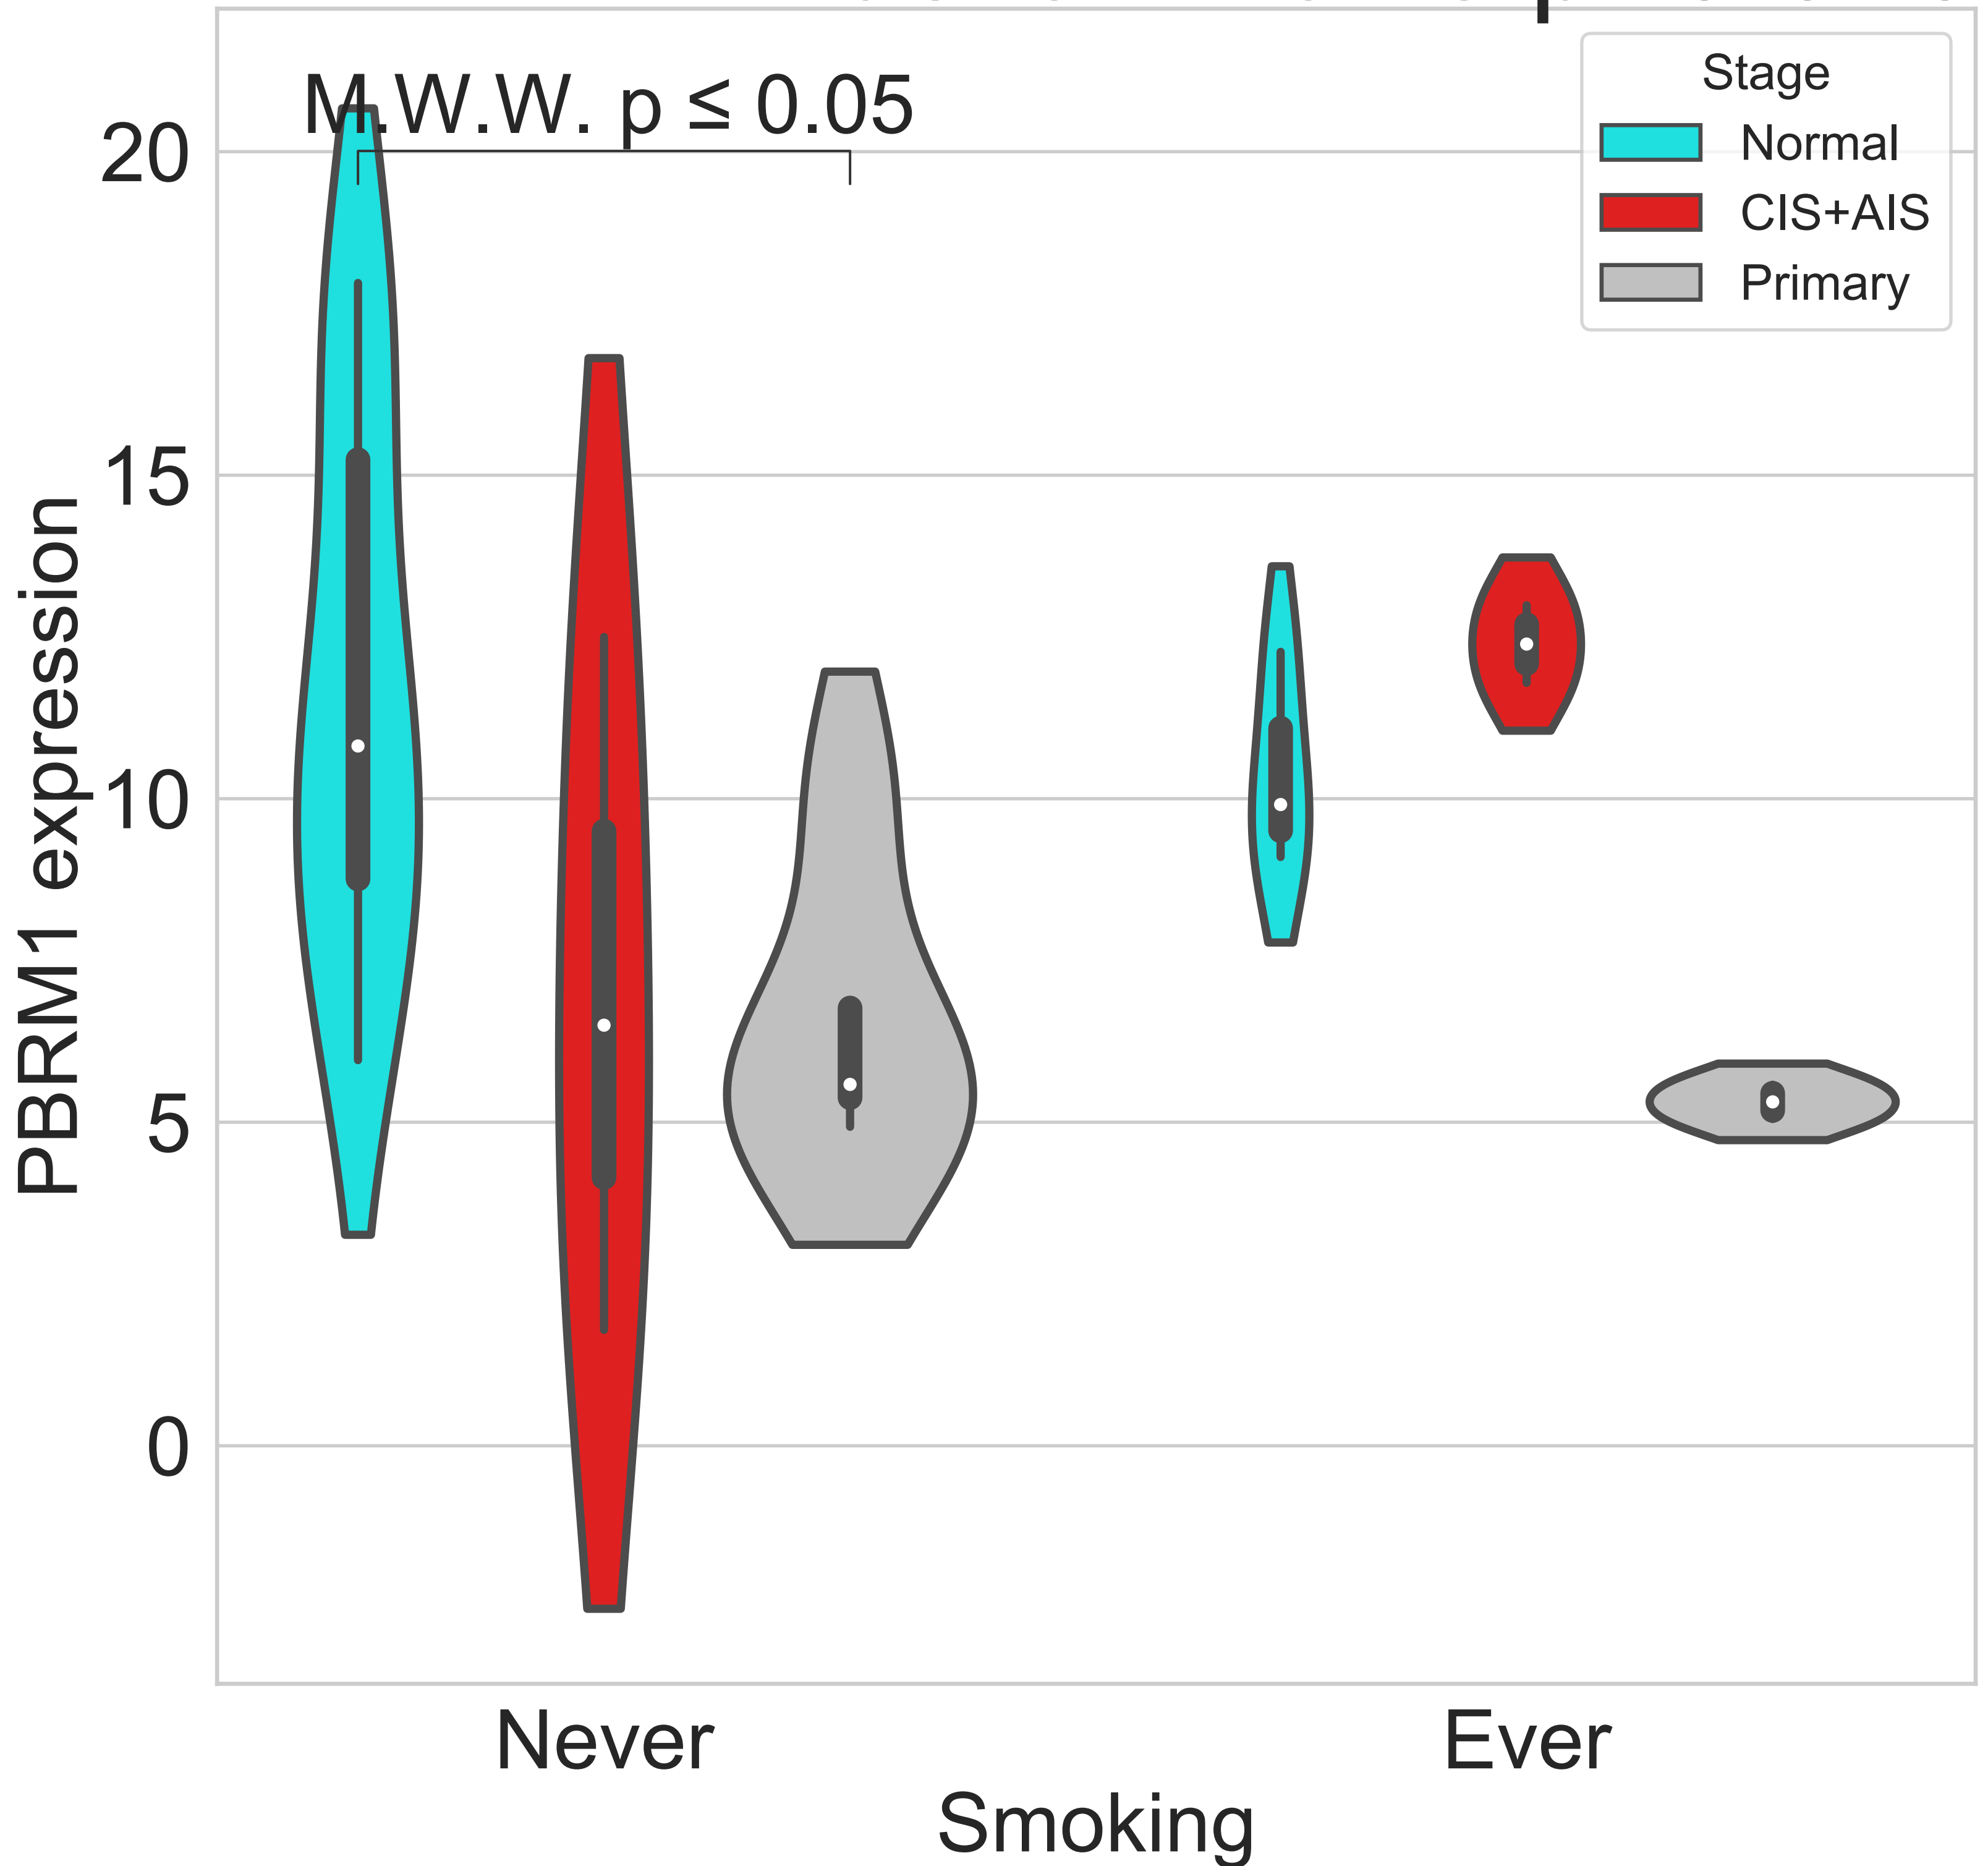 M.W.W. p ≤ 0.05
Stage
Normal
CIS+AIS
Primary
20
15
10
5
0
PBRM1 expression
Never
Ever
Smoking